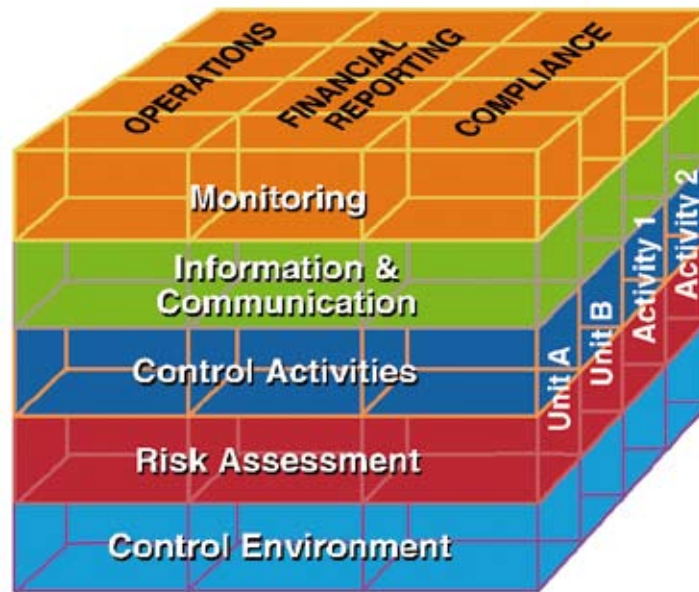 OPERATIONS
FINANCIAL
REPORTING
COMPLIANCE
Monitoring
Information &
Communication
Control Activities
Risk Assessment
Control Environment
Unit A
Unit B
Activity 1
Activity 2